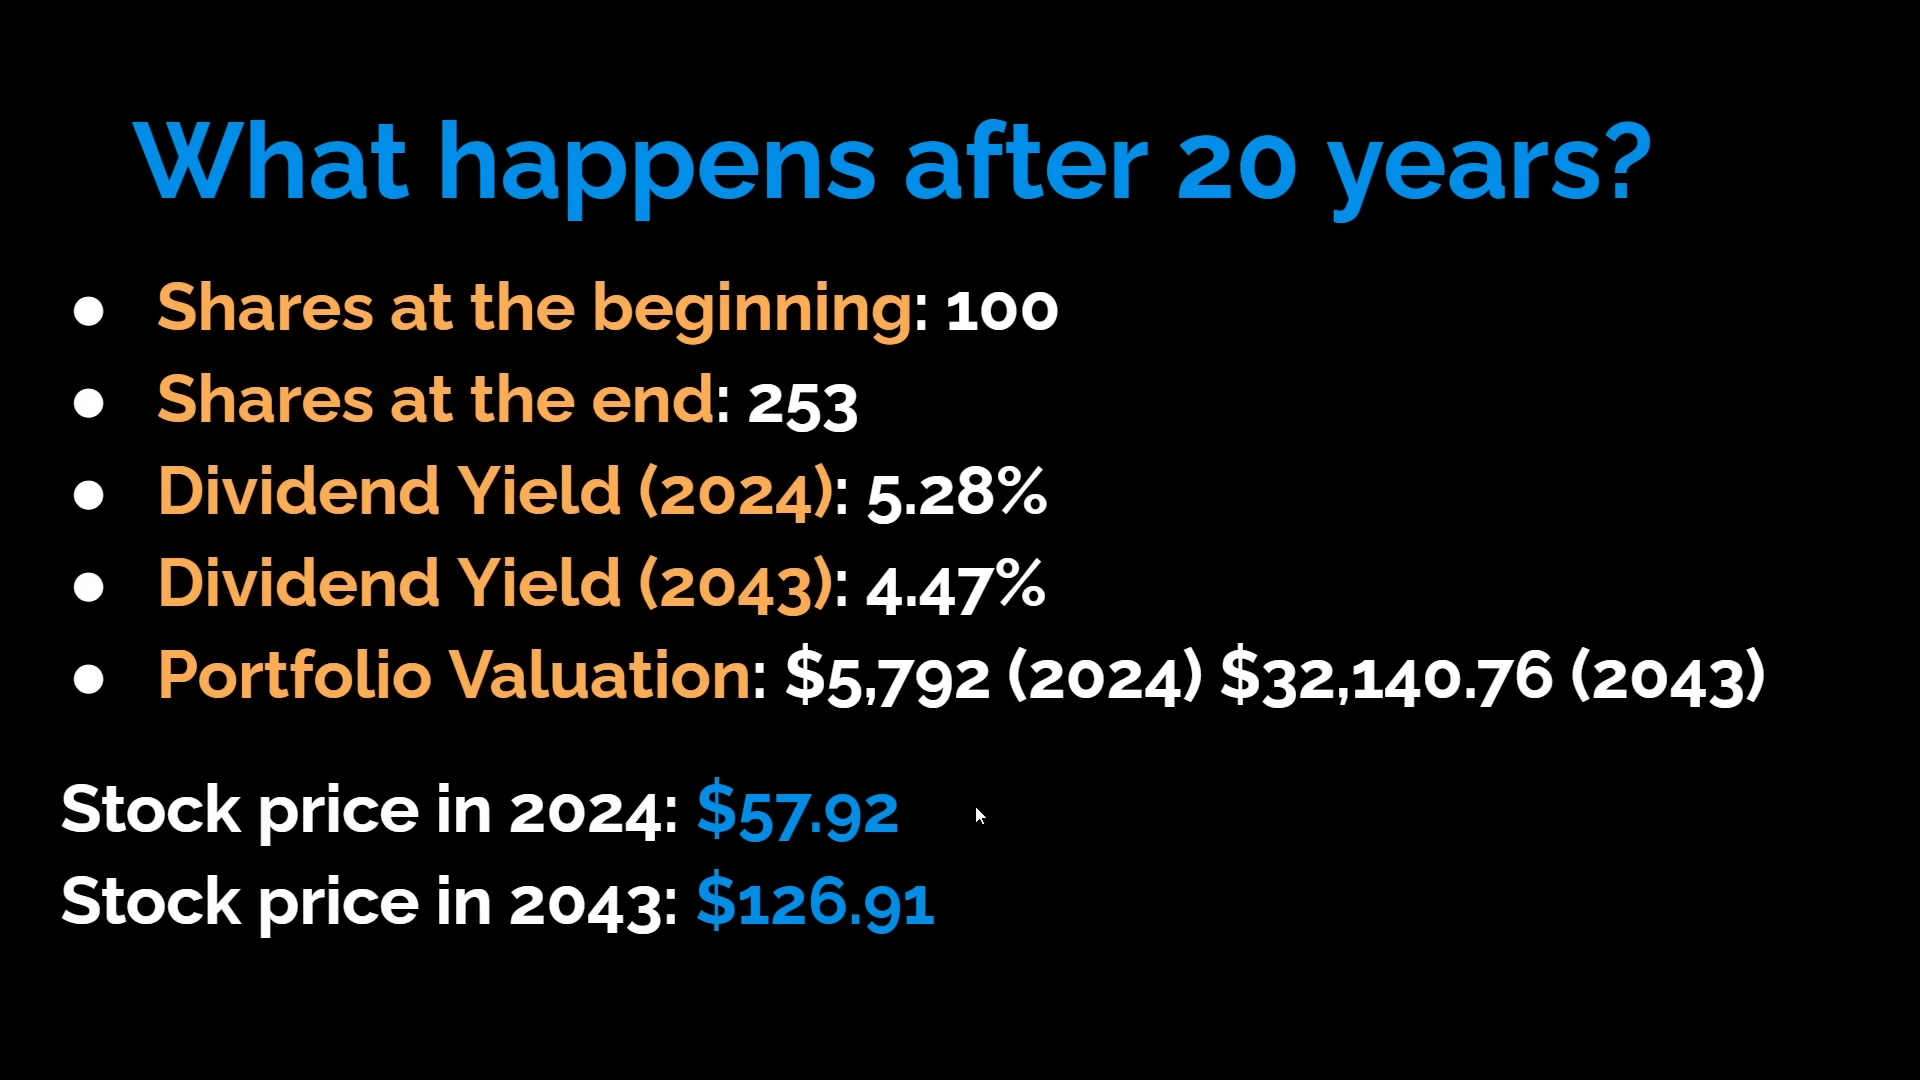 What happens after 20 years?
● Shares at the beginning: 100
● Shares at the end: 253
● Dividend Yield (2024): 5.28%
● Dividend Yield (2043): 4.47%
● Portfolio Valuation: $5,792 (2024) $32,140.76 (2043)
Stock price in 2024: $57.92
Stock price in 2043: $126.91